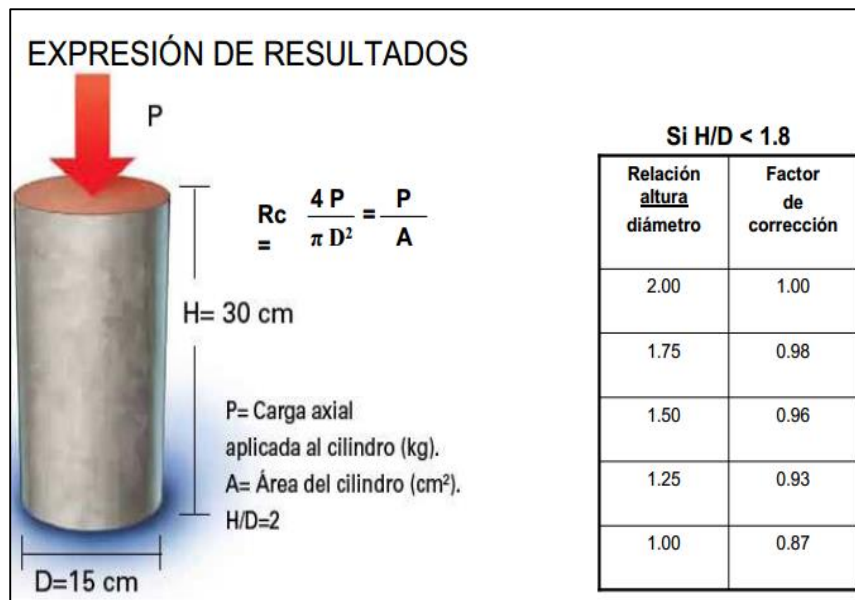 EXPRESIÓN DE RESULTADOS
P
Rc = 4 P / π D² = P / A
H= 30 cm
P= Carga axial
aplicada al cilindro (kg).
A= Área del cilindro (cm²).
H/D=2
D=15 cm
Si H/D < 1.8
Relación altura diámetro | Factor de corrección
2.00 | 1.00
1.75 | 0.98
1.50 | 0.96
1.25 | 0.93
1.00 | 0.87